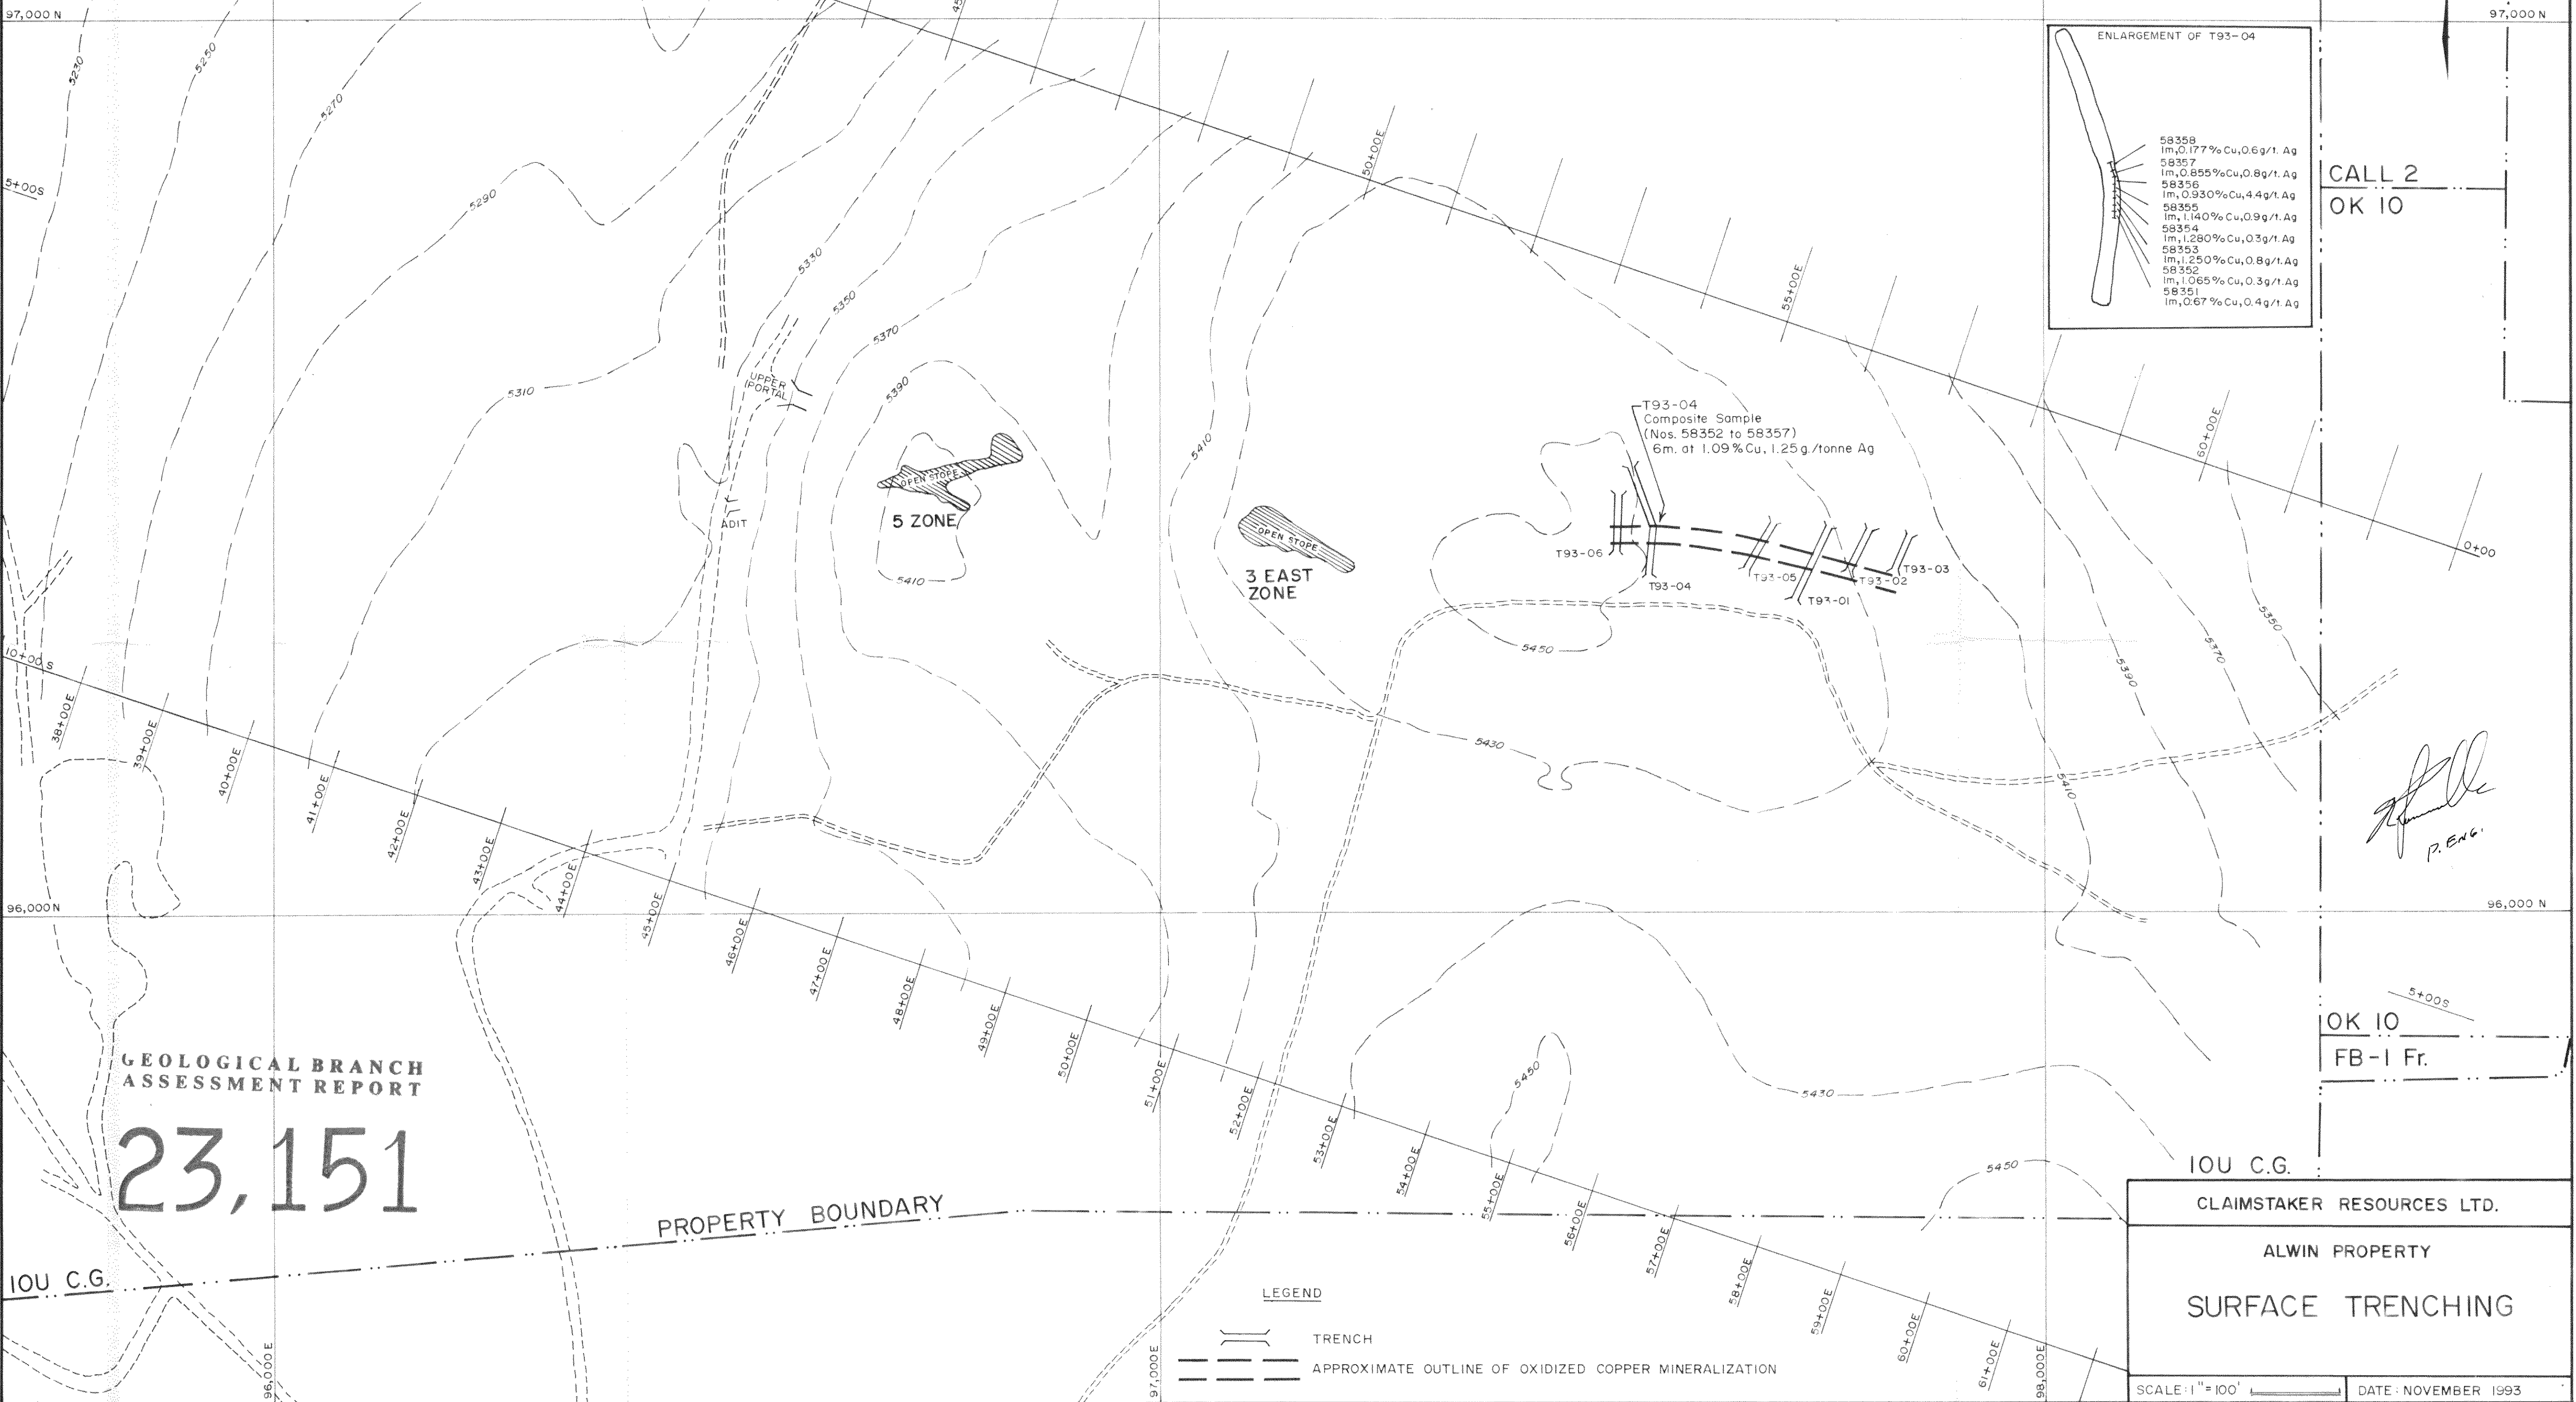 97,000 N
97,000 N
5230
5250
5270
5290
5310
5330
5350
5370
5390
5410
5+00S
50+00E
55+00E
60+00E
0+00
ENLARGEMENT OF T93-04
58358
1m,0.177%Cu,0.6g/t. Ag
58357
1m,0.855%Cu,0.8g/t. Ag
58356
1m,0.930%Cu,4.4g/t. Ag
58355
1m,1.140%Cu,0.9g/t. Ag
58354
1m,1.280%Cu,0.3g/t. Ag
58353
1m,1.250%Cu,0.8g/t. Ag
58352
1m,1.065%Cu,0.3g/t. Ag
58351
1m,0.67%Cu,0.4g/t. Ag
CALL 2
OK 10
UPPER
PORTAL
ADIT
OPEN STOPE
5 ZONE
5410
OPEN STOPE
3 EAST
ZONE
T93-04
Composite Sample
(Nos. 58352 to 58357)
6m. at 1.09%Cu, 1.25g./tonne Ag
T93-06
T93-04
T93-05
T93-01
T93-02
T93-03
5450
5430
5350
5370
5390
5410
10+00S
38+00E
39+00E
40+00E
41+00E
42+00E
43+00E
44+00E
45+00E
46+00E
47+00E
48+00E
49+00E
50+00E
51+00E
52+00E
53+00E
54+00E
55+00E
56+00E
57+00E
58+00E
59+00E
60+00E
61+00E
P. ENG.
96,000 N
96,000 N
5+00S
OK 10
FB-1 Fr.
5450
5430
5450
GEOLOGICAL BRANCH
ASSESSMENT REPORT
23,151
PROPERTY BOUNDARY
IOU C.G.
IOU C.G.
96,000E
97,000E
98,000E
LEGEND
TRENCH
APPROXIMATE OUTLINE OF OXIDIZED COPPER MINERALIZATION
CLAIMSTAKER RESOURCES LTD.
ALWIN PROPERTY
SURFACE TRENCHING
SCALE: 1"=100'
DATE: NOVEMBER 1993